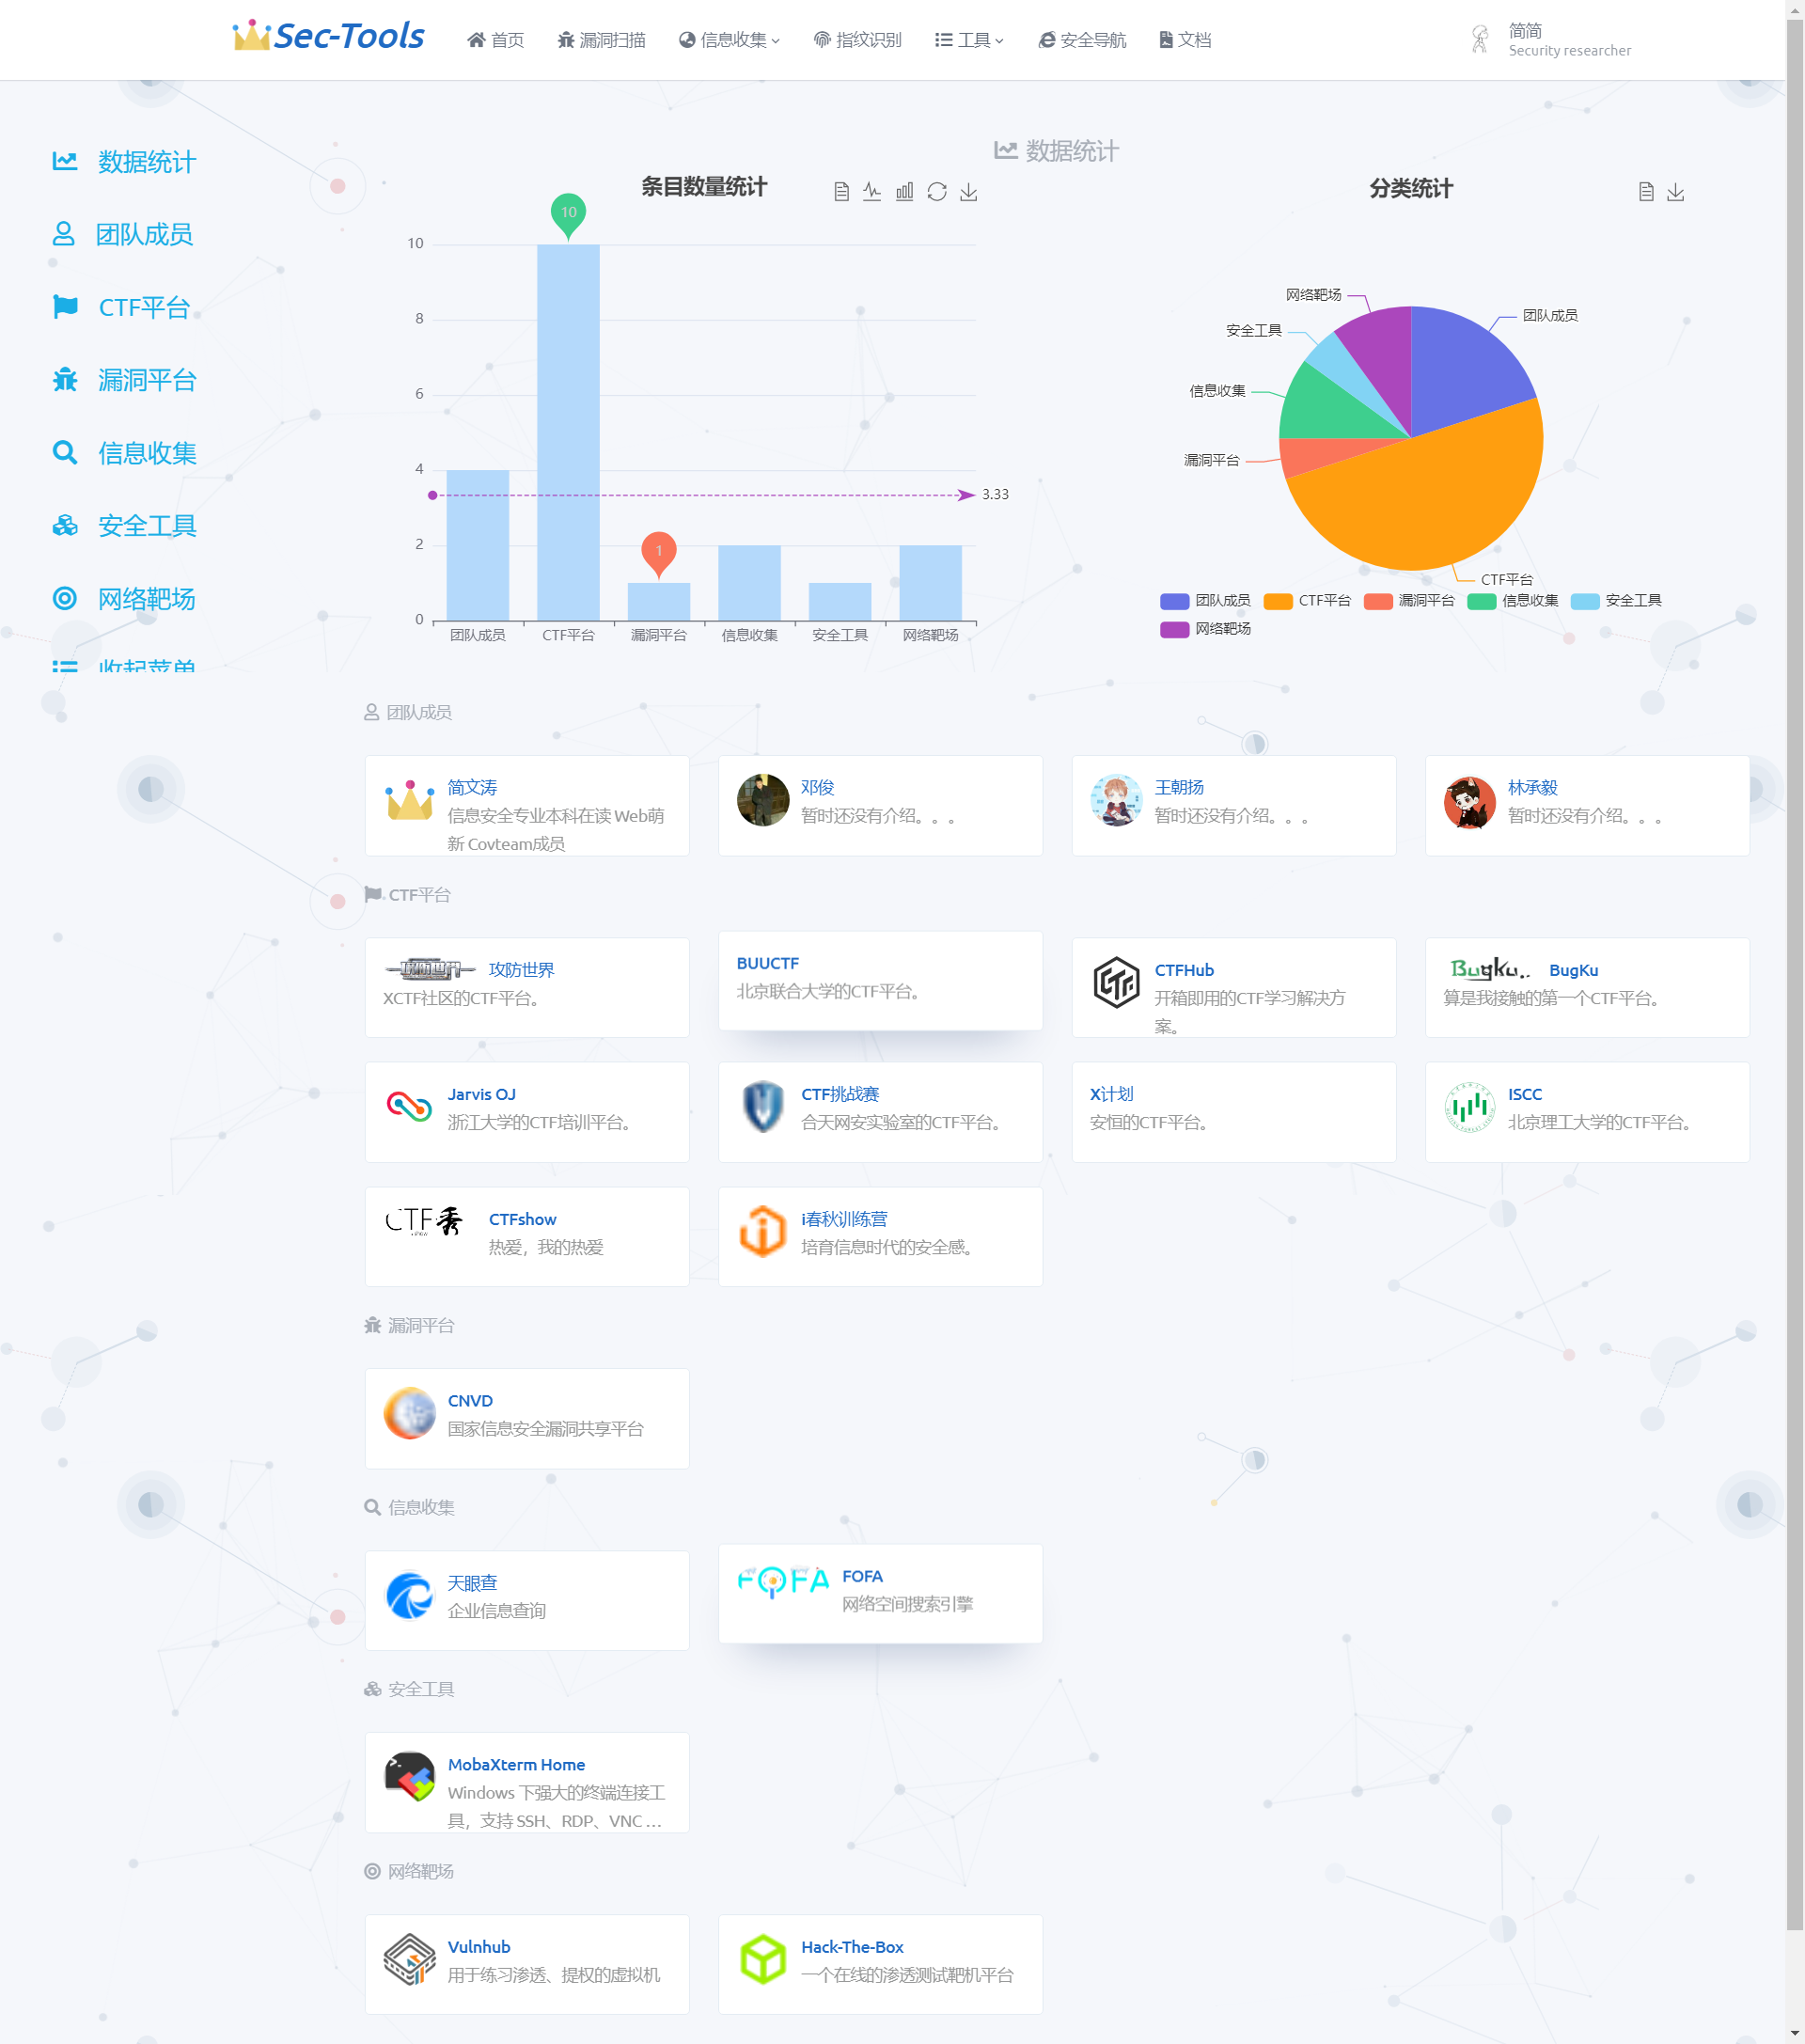 Sec-Tools
首页
漏洞扫描
信息收集
指纹识别
工具
安全导航
文档
简简
Security researcher
数据统计
团队成员
CTF平台
漏洞平台
信息收集
安全工具
网络靶场
收起菜单
数据统计
条目数量统计
10
10
8
6
4
3.33
2
1
0
团队成员
CTF平台
漏洞平台
信息收集
安全工具
网络靶场
分类统计
网络靶场
团队成员
安全工具
信息收集
漏洞平台
CTF平台
团队成员
CTF平台
漏洞平台
信息收集
安全工具
网络靶场
团队成员
简文涛
信息安全专业本科在读 Web萌
新 Covteam成员
邓俊
暂时还没有介绍。。。
王朝扬
暂时还没有介绍。。。
林承毅
暂时还没有介绍。。。
CTF平台
攻防世界
攻防世界
XCTF社区的CTF平台。
BUUCTF
北京联合大学的CTF平台。
CTFHub
开箱即用的CTF学习解决方
案。
Bugku..
BugKu
算是我接触的第一个CTF平台。
Jarvis OJ
浙江大学的CTF培训平台。
CTF挑战赛
合天网安实验室的CTF平台。
X计划
安恒的CTF平台。
ISCC
北京理工大学的CTF平台。
CTF秀
CTFshow
热爱，我的热爱
i春秋训练营
培育信息时代的安全感。
漏洞平台
CNVD
国家信息安全漏洞共享平台
信息收集
天眼查
企业信息查询
FOFA
FOFA
网络空间搜索引擎
安全工具
MobaXterm Home
Windows 下强大的终端连接工
具，支持 SSH、RDP、VNC ...
网络靶场
Vulnhub
用于练习渗透、提权的虚拟机
Hack-The-Box
一个在线的渗透测试靶机平台